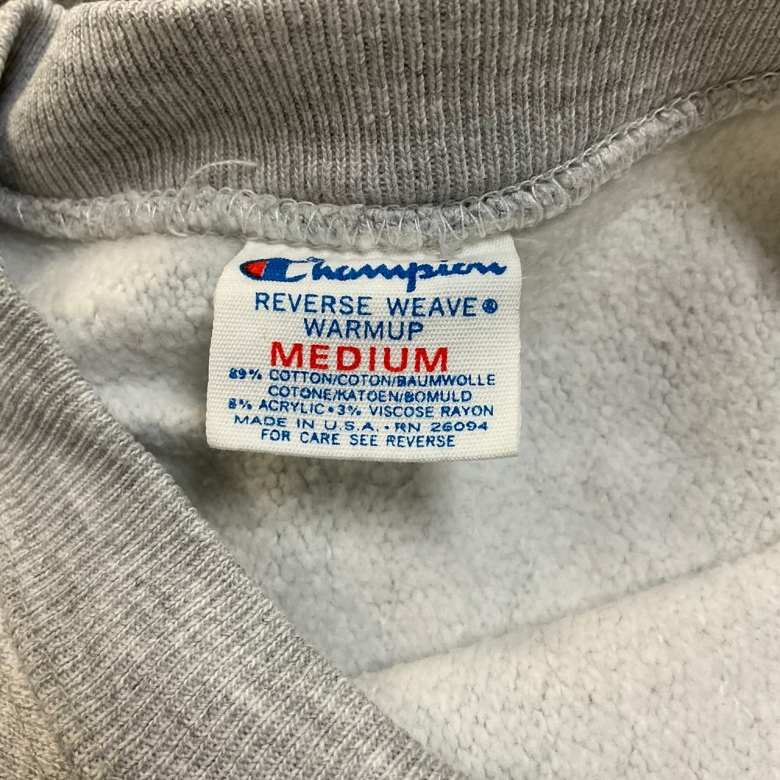 Champion
REVERSE WEAVE®
WARMUP
MEDIUM
89% COTTON/COTON/BAUMWOLLE
COTONE/KATOEN/BOMULD
8% ACRYLIC•3% VISCOSE RAYON
MADE IN U.S.A.•RN 26094
FOR CARE SEE REVERSE